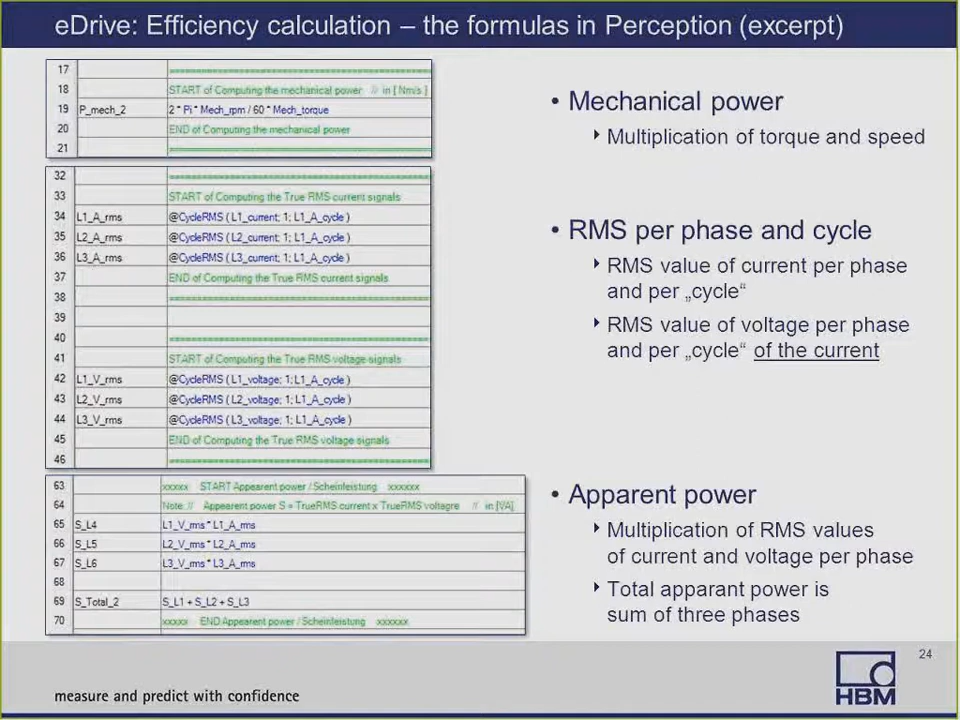 eDrive: Efficiency calculation – the formulas in Perception (excerpt)
17
18 START of Computing the mechanical power // in [ Nm/s ]
19 P_mech_2 2 * Pi * Mech_rpm / 60 * Mech_torque
20 END of Computing the mechanical power
21
• Mechanical power
Multiplication of torque and speed
32
33 START of Computing the True RMS current signals
34 L1_A_rms @CycleRMS ( L1_current; 1; L1_A_cycle )
35 L2_A_rms @CycleRMS ( L2_current; 1; L1_A_cycle )
36 L3_A_rms @CycleRMS ( L3_current; 1; L1_A_cycle )
37 END of Computing the True RMS current signals
38
39
40
41 START of Computing the True RMS voltage signals
42 L1_V_rms @CycleRMS ( L1_voltage; 1; L1_A_cycle )
43 L2_V_rms @CycleRMS ( L2_voltage; 1; L1_A_cycle )
44 L3_V_rms @CycleRMS ( L3_voltage; 1; L1_A_cycle )
45 END of Computing the True RMS voltage signals
46
• RMS per phase and cycle
RMS value of current per phase
and per „cycle“
RMS value of voltage per phase
and per „cycle“ of the current
63 xxxxx START Appearent power / Scheinleistung xxxxxx
64 Note: // Appearent power S = TrueRMS current x TrueRMS voltagre // in [VA]
65 S_L4 L1_V_rms * L1_A_rms
66 S_L5 L2_V_rms * L2_A_rms
67 S_L6 L3_V_rms * L3_A_rms
68
69 S_Total_2 S_L1 + S_L2 + S_L3
70 xxxxx END Appearent power / Scheinleistung xxxxxx
• Apparent power
Multiplication of RMS values
of current and voltage per phase
Total apparant power is
sum of three phases
24
measure and predict with confidence
HBM